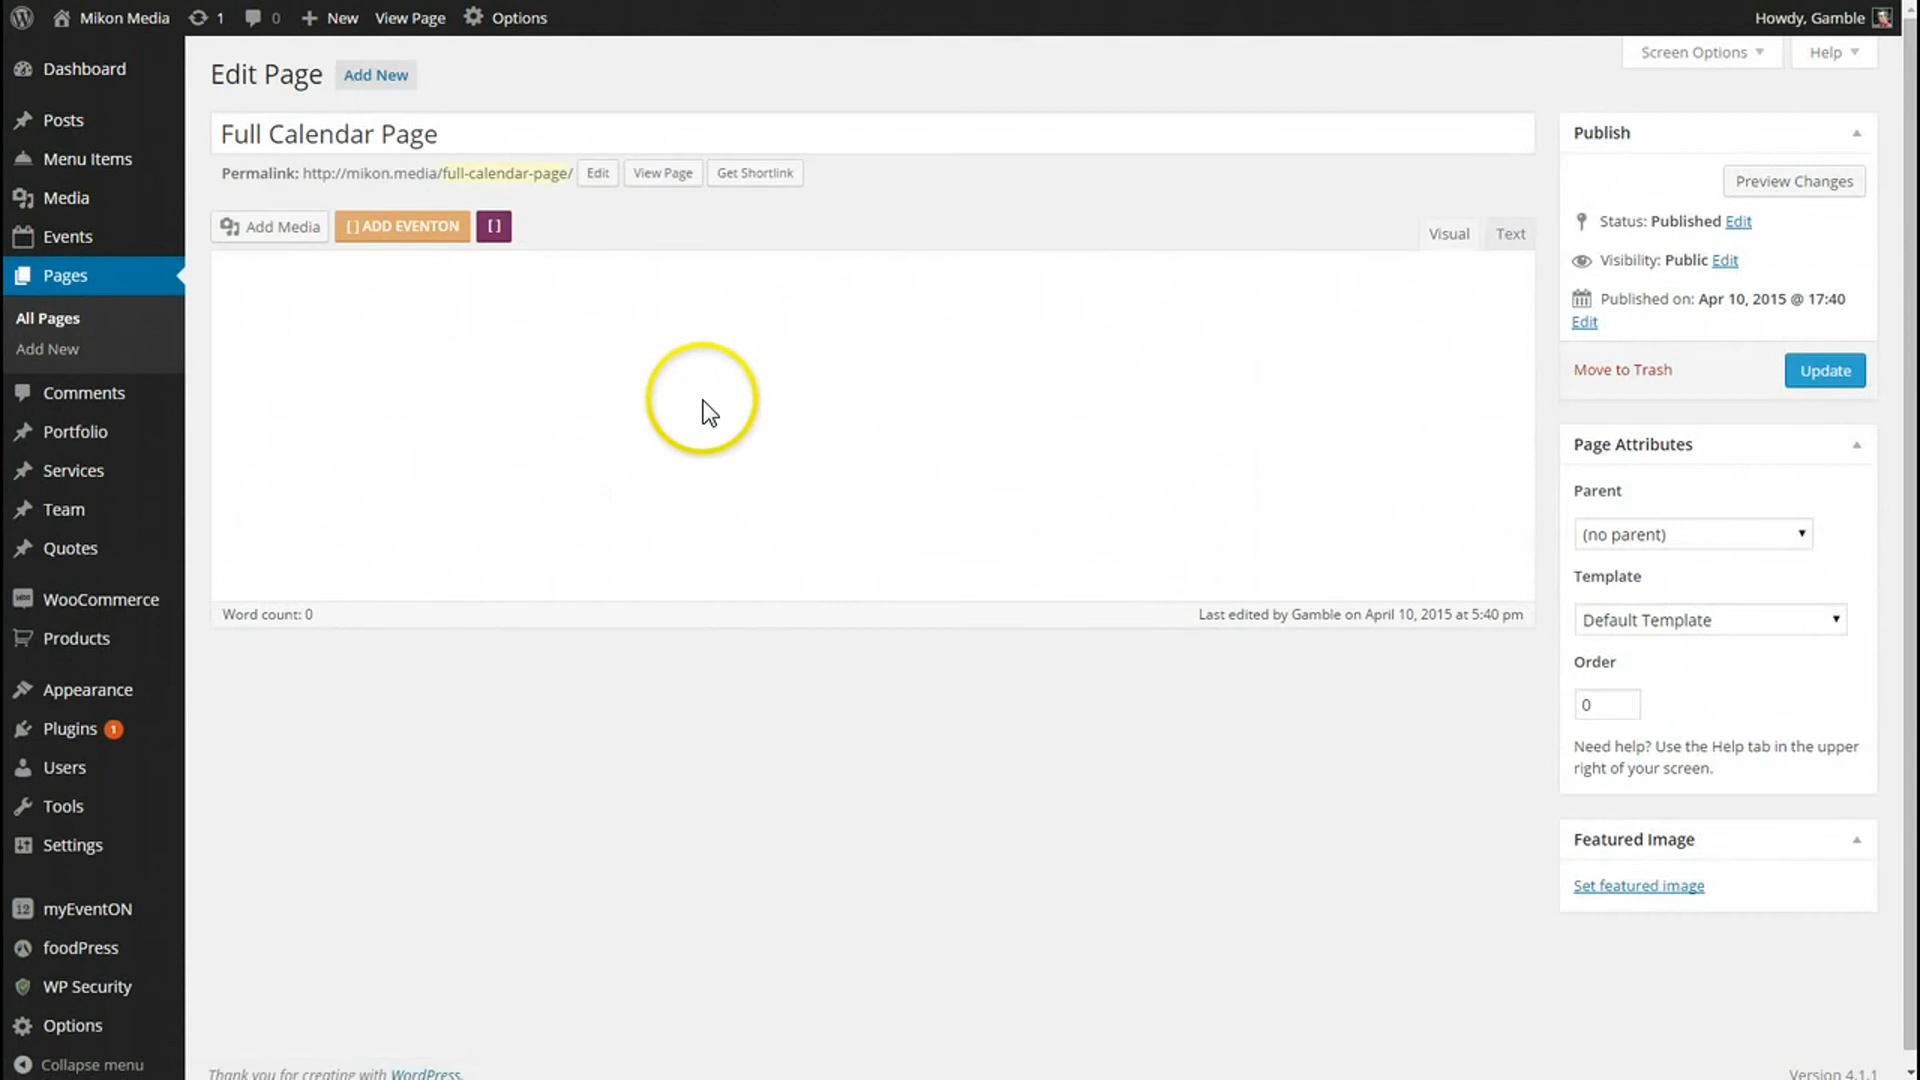 Mikon Media 1 0 New View Page Options Howdy, Gamble
Screen Options Help
Dashboard
Posts
Menu Items
Media
Events
Pages
All Pages
Add New
Comments
Portfolio
Services
Team
Quotes
WooCommerce
Products
Appearance
Plugins 1
Users
Tools
Settings
12 myEventON
foodPress
WP Security
Options
Collapse menu
Edit Page Add New
Full Calendar Page
Permalink: http://mikon.media/full-calendar-page/ Edit View Page Get Shortlink
Add Media [ ] ADD EVENTON [ ]
Visual Text
Word count: 0 Last edited by Gamble on April 10, 2015 at 5:40 pm
Publish
Preview Changes
Status: Published Edit
Visibility: Public Edit
Published on: Apr 10, 2015 @ 17:40
Edit
Move to Trash Update
Page Attributes
Parent
(no parent)
Template
Default Template
Order
0
Need help? Use the Help tab in the upper
right of your screen.
Featured Image
Set featured image
Thank you for creating with WordPress. Version 4.1.1